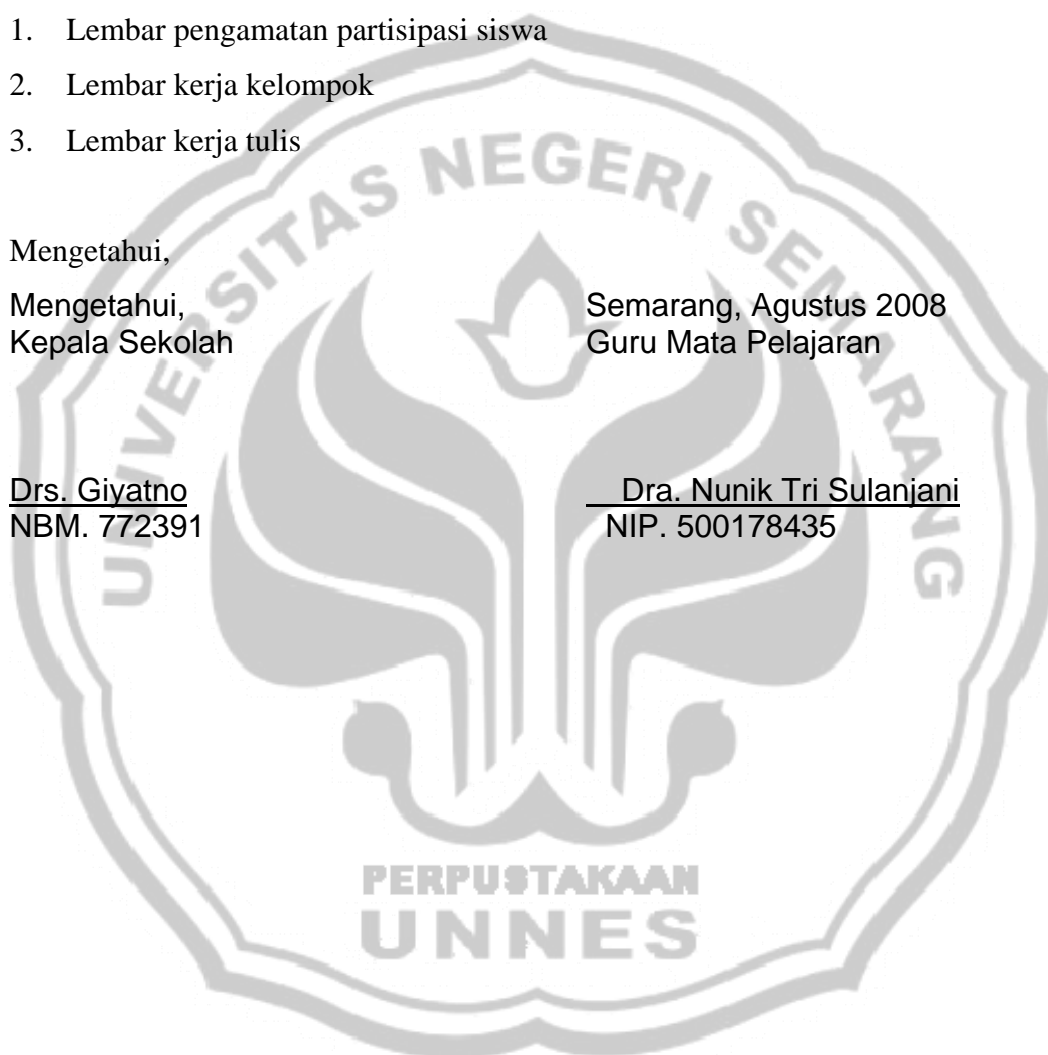 1. Lembar pengamatan partisipasi siswa
2. Lembar kerja kelompok
3. Lembar kerja tulis
UNIVERSITAS NEGERI SEMARANG
Mengetahui,
Mengetahui, Semarang, Agustus 2008
Kepala Sekolah Guru Mata Pelajaran
Drs. Giyatno Dra. Nunik Tri Sulanjani
NBM. 772391 NIP. 500178435
PERPUSTAKAAN
UNNES